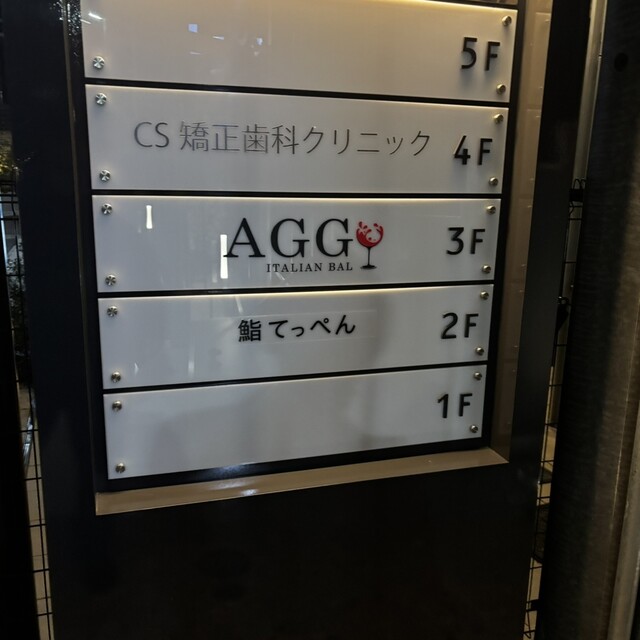 5F
CS 矯正歯科クリニック 4F
AGGY 3F
ITALIAN BAL
鮨 てっぺん 2F
1F